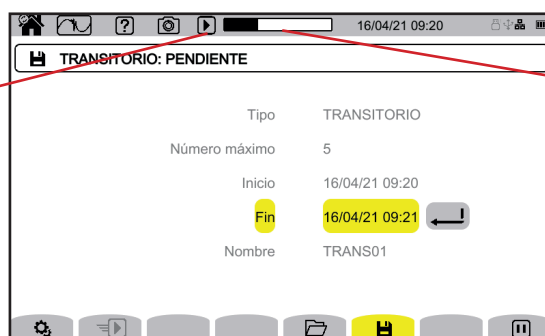 ? 16/04/21 09:20
TRANSITORIO: PENDIENTE
Tipo TRANSITORIO
Número máximo 5
Inicio 16/04/21 09:20
Fin 16/04/21 09:21
Nombre TRANS01